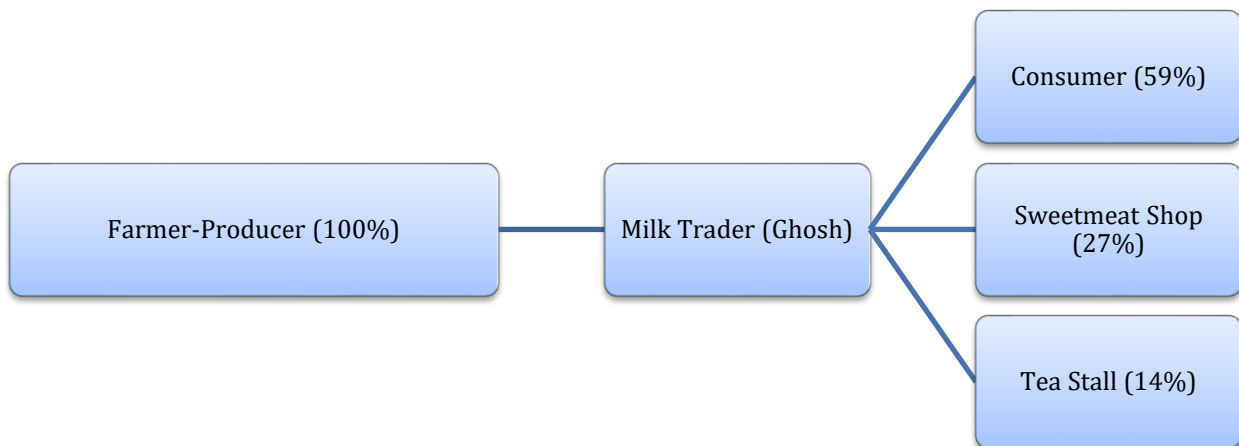 Consumer (59%)
Farmer-Producer (100%)
Milk Trader (Ghosh)
Sweetmeat Shop
(27%)
Tea Stall (14%)